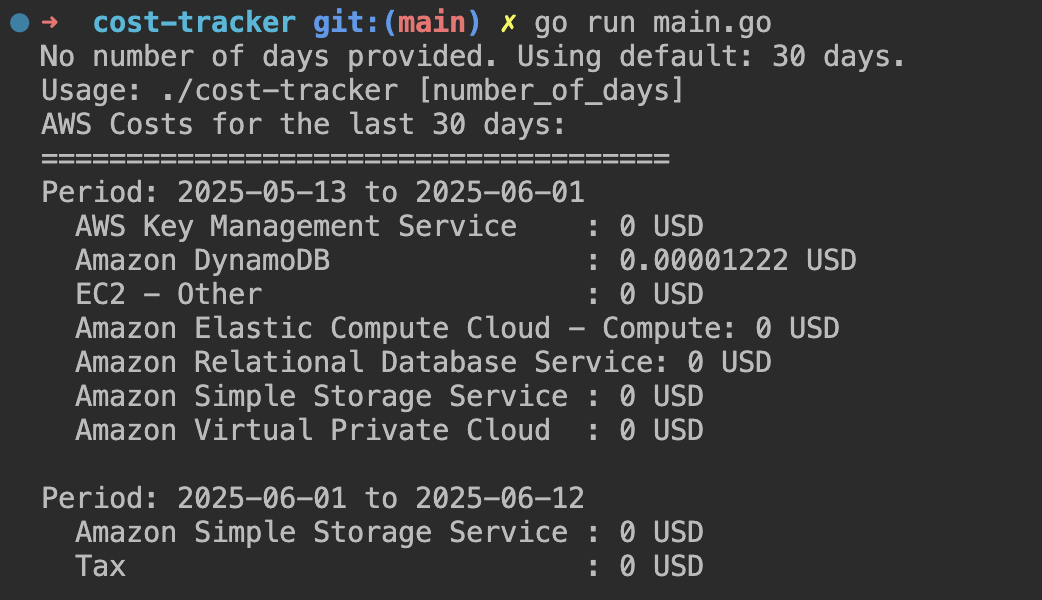 ➜ cost-tracker git:(main) ✗ go run main.go
No number of days provided. Using default: 30 days.
Usage: ./cost-tracker [number_of_days]
AWS Costs for the last 30 days:
=====================================
Period: 2025-05-13 to 2025-06-01
  AWS Key Management Service    : 0 USD
  Amazon DynamoDB               : 0.00001222 USD
  EC2 - Other                   : 0 USD
  Amazon Elastic Compute Cloud - Compute: 0 USD
  Amazon Relational Database Service: 0 USD
  Amazon Simple Storage Service : 0 USD
  Amazon Virtual Private Cloud  : 0 USD

Period: 2025-06-01 to 2025-06-12
  Amazon Simple Storage Service : 0 USD
  Tax                           : 0 USD